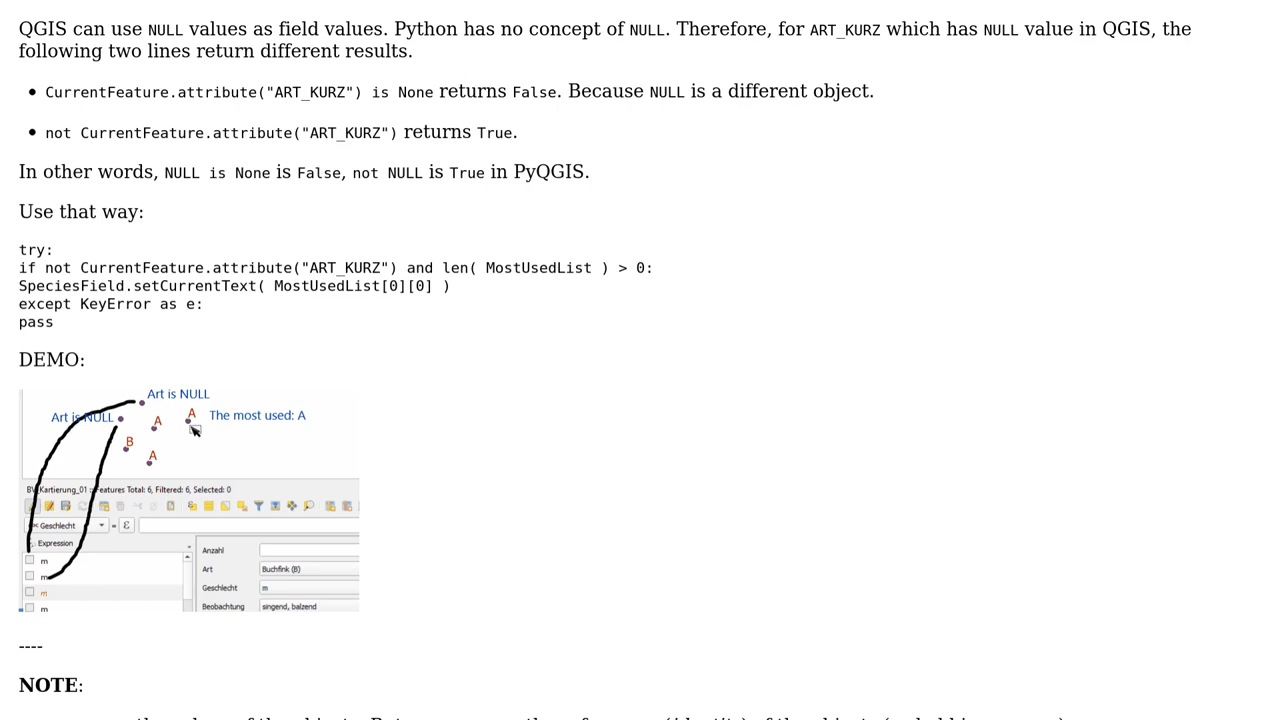 QGIS can use NULL values as field values. Python has no concept of NULL. Therefore, for ART_KURZ which has NULL value in QGIS, the
following two lines return different results.
• CurrentFeature.attribute("ART_KURZ") is None returns False. Because NULL is a different object.
• not CurrentFeature.attribute("ART_KURZ") returns True.
In other words, NULL is None is False, not NULL is True in PyQGIS.
Use that way:
try:
if not CurrentFeature.attribute("ART_KURZ") and len( MostUsedList ) > 0:
SpeciesField.setCurrentText( MostUsedList[0][0] )
except KeyError as e:
pass
DEMO:
Art is NULL
Art is NULL
A
A
The most used: A
B
A
Kartierung_01 :: Features Total: 6, Filtered: 6, Selected: 0
Geschlecht = ε
Expression
m
m
m
m
Anzahl
Art Buchfink (B)
Geschlecht m
Beobachtung singend, balzend
----
NOTE: